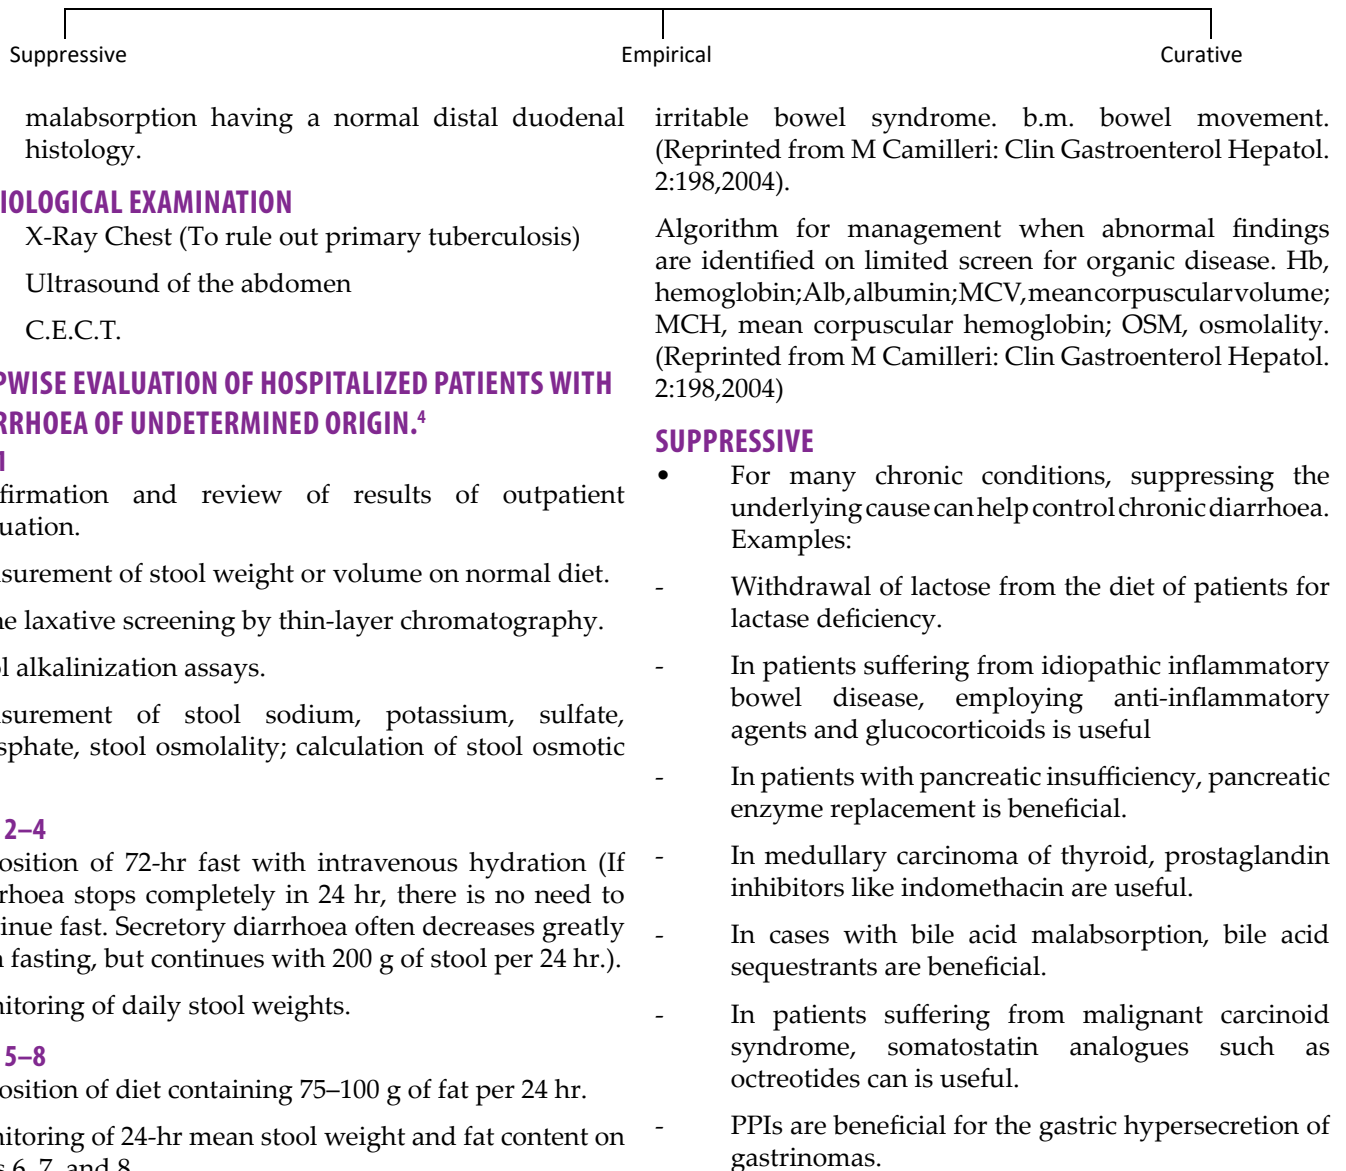 Suppressive
Empirical
Curative
malabsorption having a normal distal duodenal
histology.
IOLOGICAL EXAMINATION
X-Ray Chest (To rule out primary tuberculosis)
Ultrasound of the abdomen
C.E.C.T.
PWISE EVALUATION OF HOSPITALIZED PATIENTS WITH
RRHOEA OF UNDETERMINED ORIGIN.4
1
firmation and review of results of outpatient
uation.
surement of stool weight or volume on normal diet.
ne laxative screening by thin-layer chromatography.
ol alkalinization assays.
surement of stool sodium, potassium, sulfate,
sphate, stool osmolality; calculation of stool osmotic
2–4
osition of 72-hr fast with intravenous hydration (If
rrhoea stops completely in 24 hr, there is no need to
tinue fast. Secretory diarrhoea often decreases greatly
n fasting, but continues with 200 g of stool per 24 hr.).
nitoring of daily stool weights.
5–8
osition of diet containing 75–100 g of fat per 24 hr.
nitoring of 24-hr mean stool weight and fat content on
s 6, 7, and 8.
irritable bowel syndrome. b.m. bowel movement.
(Reprinted from M Camilleri: Clin Gastroenterol Hepatol.
2:198,2004).
Algorithm for management when abnormal findings
are identified on limited screen for organic disease. Hb,
hemoglobin; Alb, albumin; MCV, mean corpuscular volume;
MCH, mean corpuscular hemoglobin; OSM, osmolality.
(Reprinted from M Camilleri: Clin Gastroenterol Hepatol.
2:198,2004)
SUPPRESSIVE
• For many chronic conditions, suppressing the
underlying cause can help control chronic diarrhoea.
Examples:
- Withdrawal of lactose from the diet of patients for
lactase deficiency.
- In patients suffering from idiopathic inflammatory
bowel disease, employing anti-inflammatory
agents and glucocorticoids is useful
- In patients with pancreatic insufficiency, pancreatic
enzyme replacement is beneficial.
- In medullary carcinoma of thyroid, prostaglandin
inhibitors like indomethacin are useful.
- In cases with bile acid malabsorption, bile acid
sequestrants are beneficial.
- In patients suffering from malignant carcinoid
syndrome, somatostatin analogues such as
octreotides can is useful.
- PPIs are beneficial for the gastric hypersecretion of
gastrinomas.